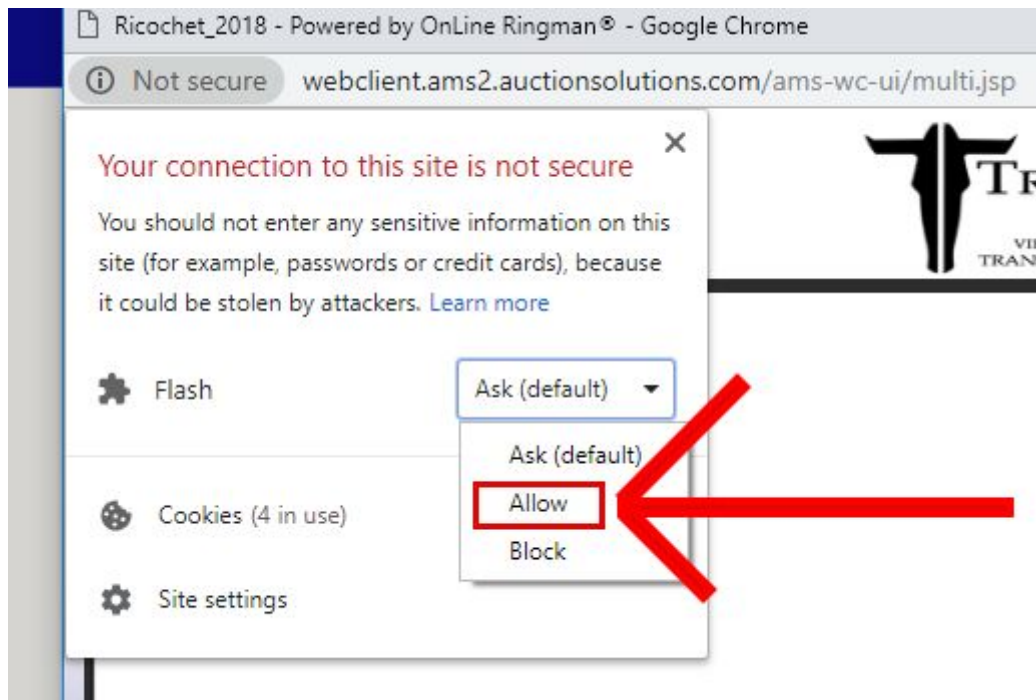 Ricochet_2018 - Powered by OnLine Ringman® - Google Chrome
Not secure webclient.ams2.auctionsolutions.com/ams-wc-ui/multi.jsp
Your connection to this site is not secure
You should not enter any sensitive information on this
site (for example, passwords or credit cards), because
it could be stolen by attackers. Learn more
Flash Ask (default)
Ask (default)
Allow
Block
Cookies (4 in use)
Site settings